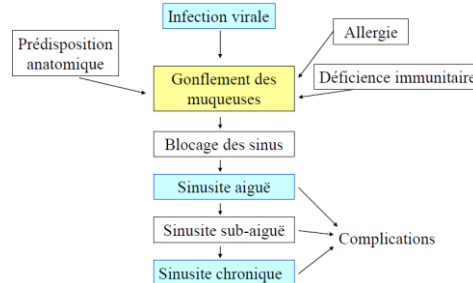 Infection virale
Allergie
Prédisposition
anatomique
Gonflement des
muqueuses
Déficience immunitaire
Blocage des sinus
Sinusite aiguë
Sinusite sub-aiguë
Complications
Sinusite chronique